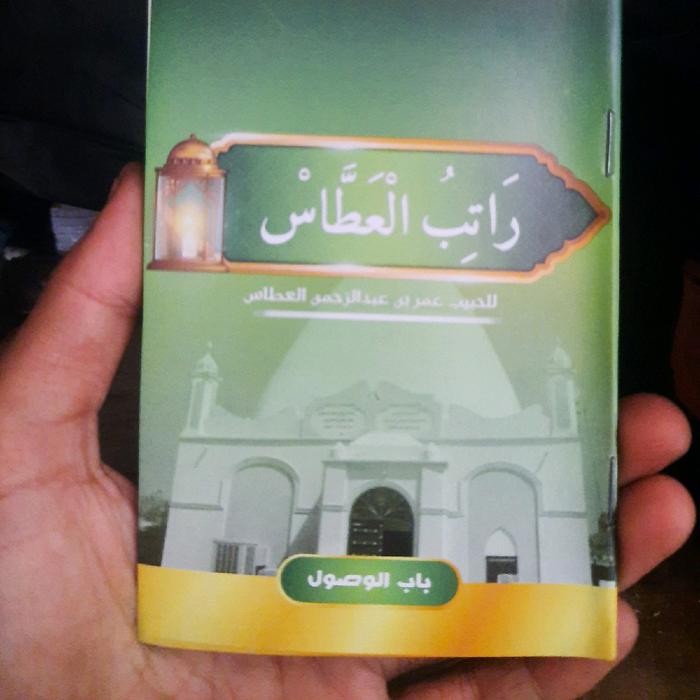 رَاتِبُ الْعَطَّاسْ
للحبيب عمر بن عبدالرحمن العطاس
باب الوصول